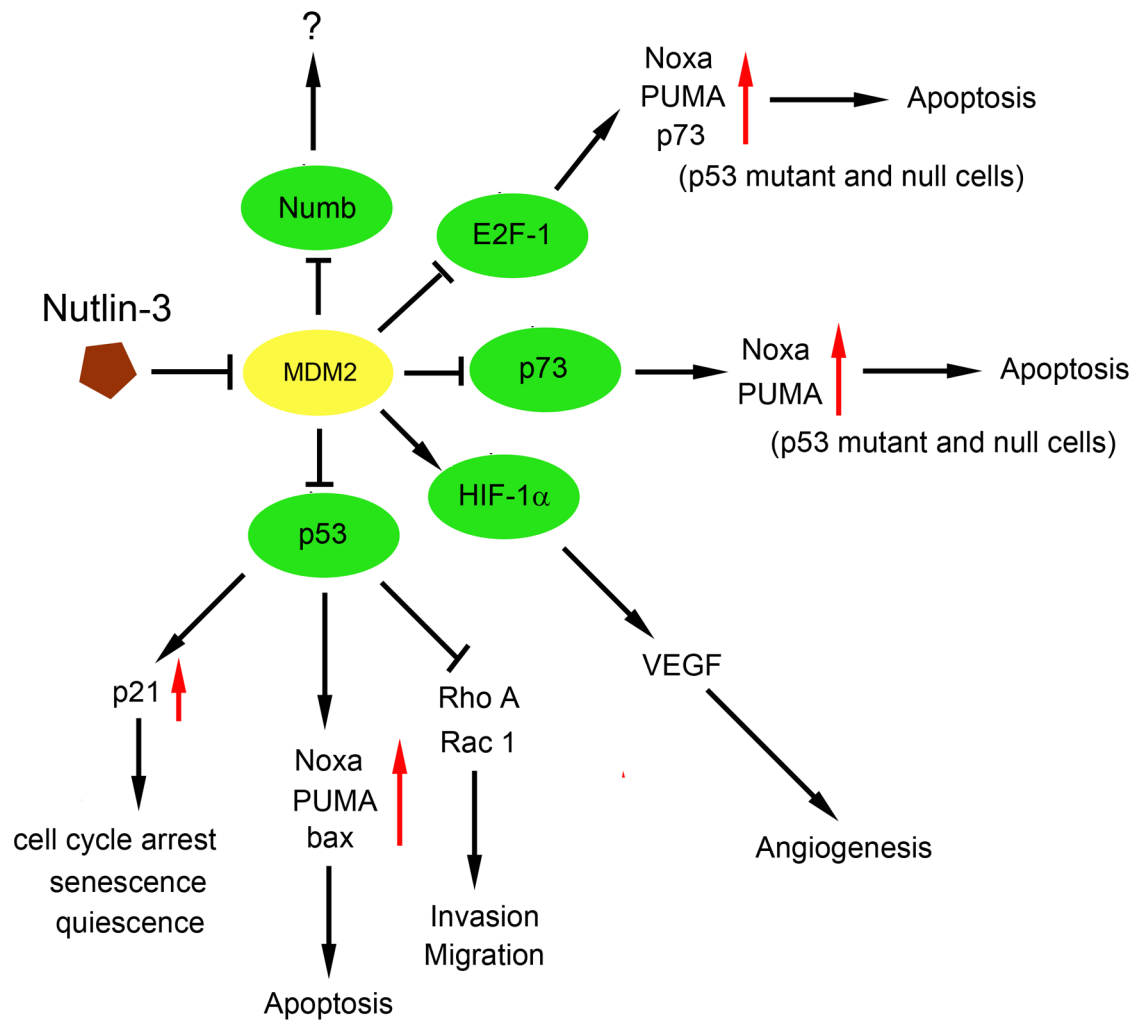 ?
Noxa
PUMA
p73
Apoptosis
(p53 mutant and null cells)
Numb
E2F-1
Nutlin-3
MDM2
p73
Noxa
PUMA
Apoptosis
(p53 mutant and null cells)
HIF-1α
p53
VEGF
p21
Rho A
Rac 1
Noxa
PUMA
bax
cell cycle arrest
senescence
quiescence
Angiogenesis
Invasion
Migration
Apoptosis